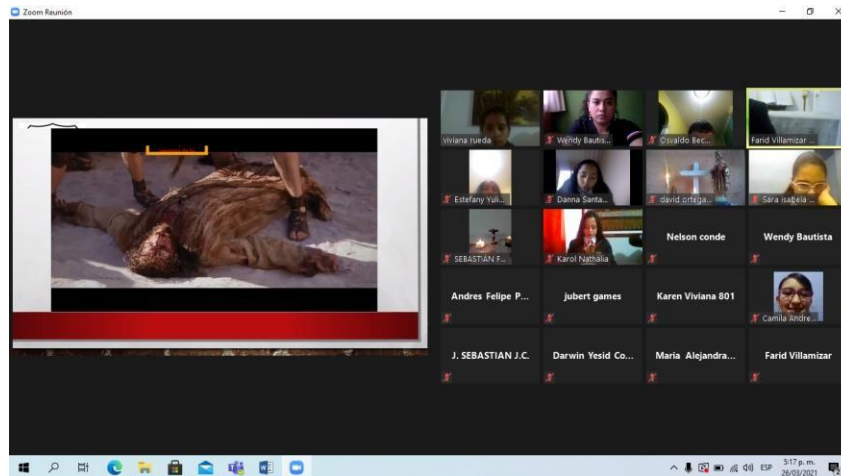 Zoom Reunión
viviana rueda
Wendy Bautis...
Osvaldo Bec...
Farid Villamizar ...
Estefany Yuli...
Danna Santa...
david ortega...
Sara isabela ...
SEBASTIAN F...
Karol Nathalia
Nelson conde
Wendy Bautista
Andres Felipe P...
jubert games
Karen Viviana 801
Camila Andre...
J. SEBASTIAN J.C.
Darwin Yesid Co...
Maria Alejandra...
Farid Villamizar
ESP
5:17 p. m.
26/03/2021